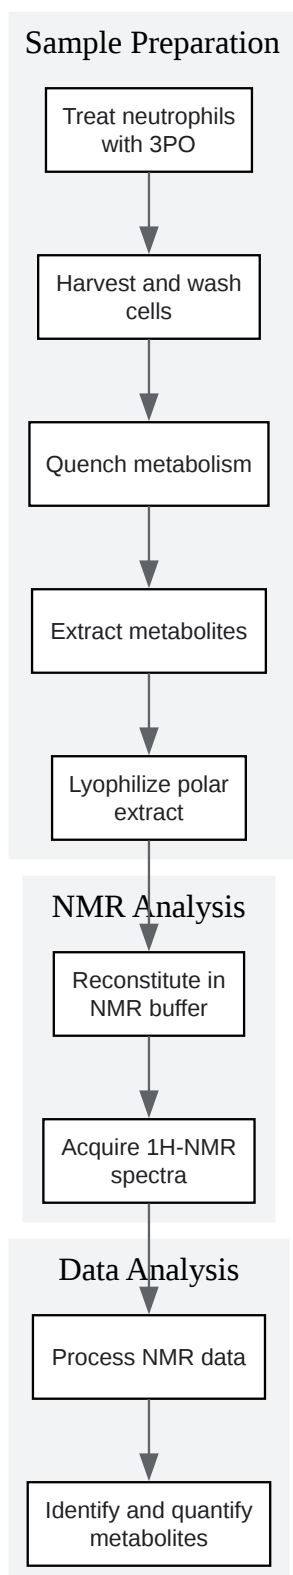 Sample Preparation
Treat neutrophils
with 3PO
Harvest and wash
cells
Quench metabolism
Extract metabolites
Lyophilize polar
extract
NMR Analysis
Reconstitute in
NMR buffer
Acquire 1H-NMR
spectra
Data Analysis
Process NMR data
Identify and quantify
metabolites